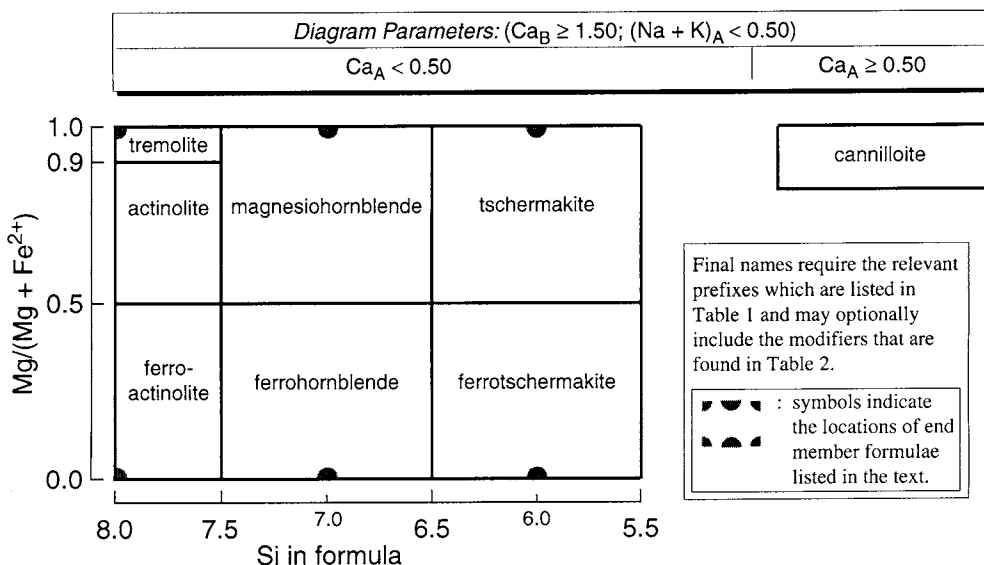 Diagram Parameters: (CaB ≥ 1.50; (Na + K)A < 0.50)
CaA < 0.50
CaA ≥ 0.50
Mg/(Mg + Fe2+)
1.0
0.9
0.5
0.0
tremolite
actinolite
magnesiohornblende
tschermakite
ferro-
actinolite
ferrohornblende
ferrotschermakite
8.0
7.5
7.0
6.5
6.0
5.5
Si in formula
cannilloite
Final names require the relevant
prefixes which are listed in
Table 1 and may optionally
include the modifiers that are
found in Table 2.
: symbols indicate
the locations of end
member formulae
listed in the text.